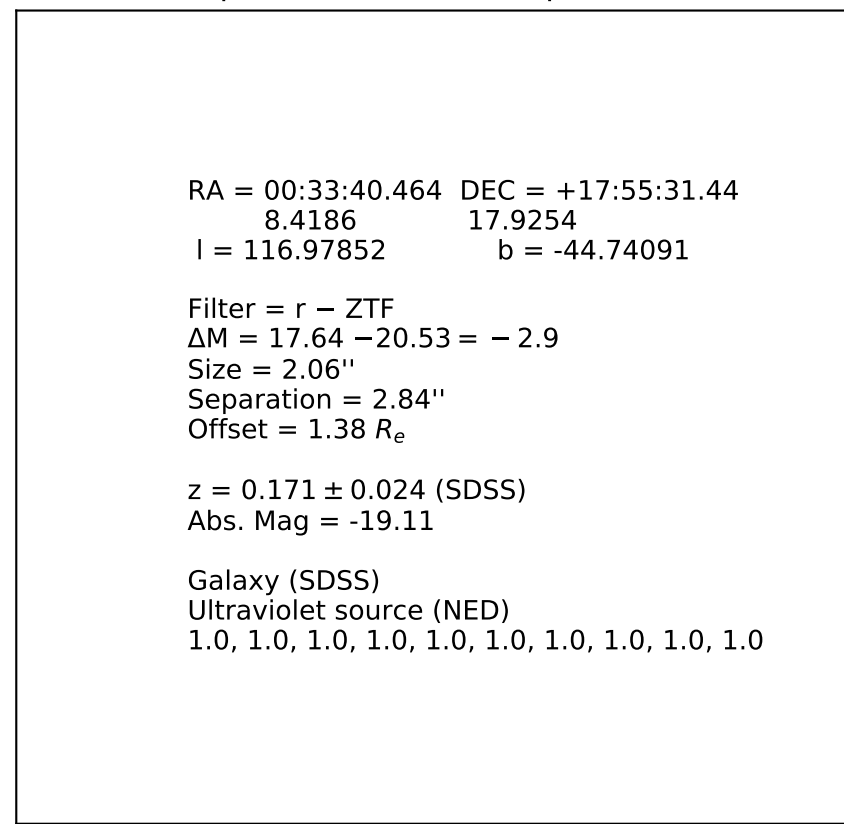 RA = 00:33:40.464 DEC = +17:55:31.44
8.4186 17.9254
l = 116.97852 b = -44.74091
Filter = r − ZTF
ΔM = 17.64 −20.53 = − 2.9
Size = 2.06''
Separation = 2.84''
Offset = 1.38 Rₑ
z = 0.171 ± 0.024 (SDSS)
Abs. Mag = -19.11
Galaxy (SDSS)
Ultraviolet source (NED)
1.0, 1.0, 1.0, 1.0, 1.0, 1.0, 1.0, 1.0, 1.0, 1.0